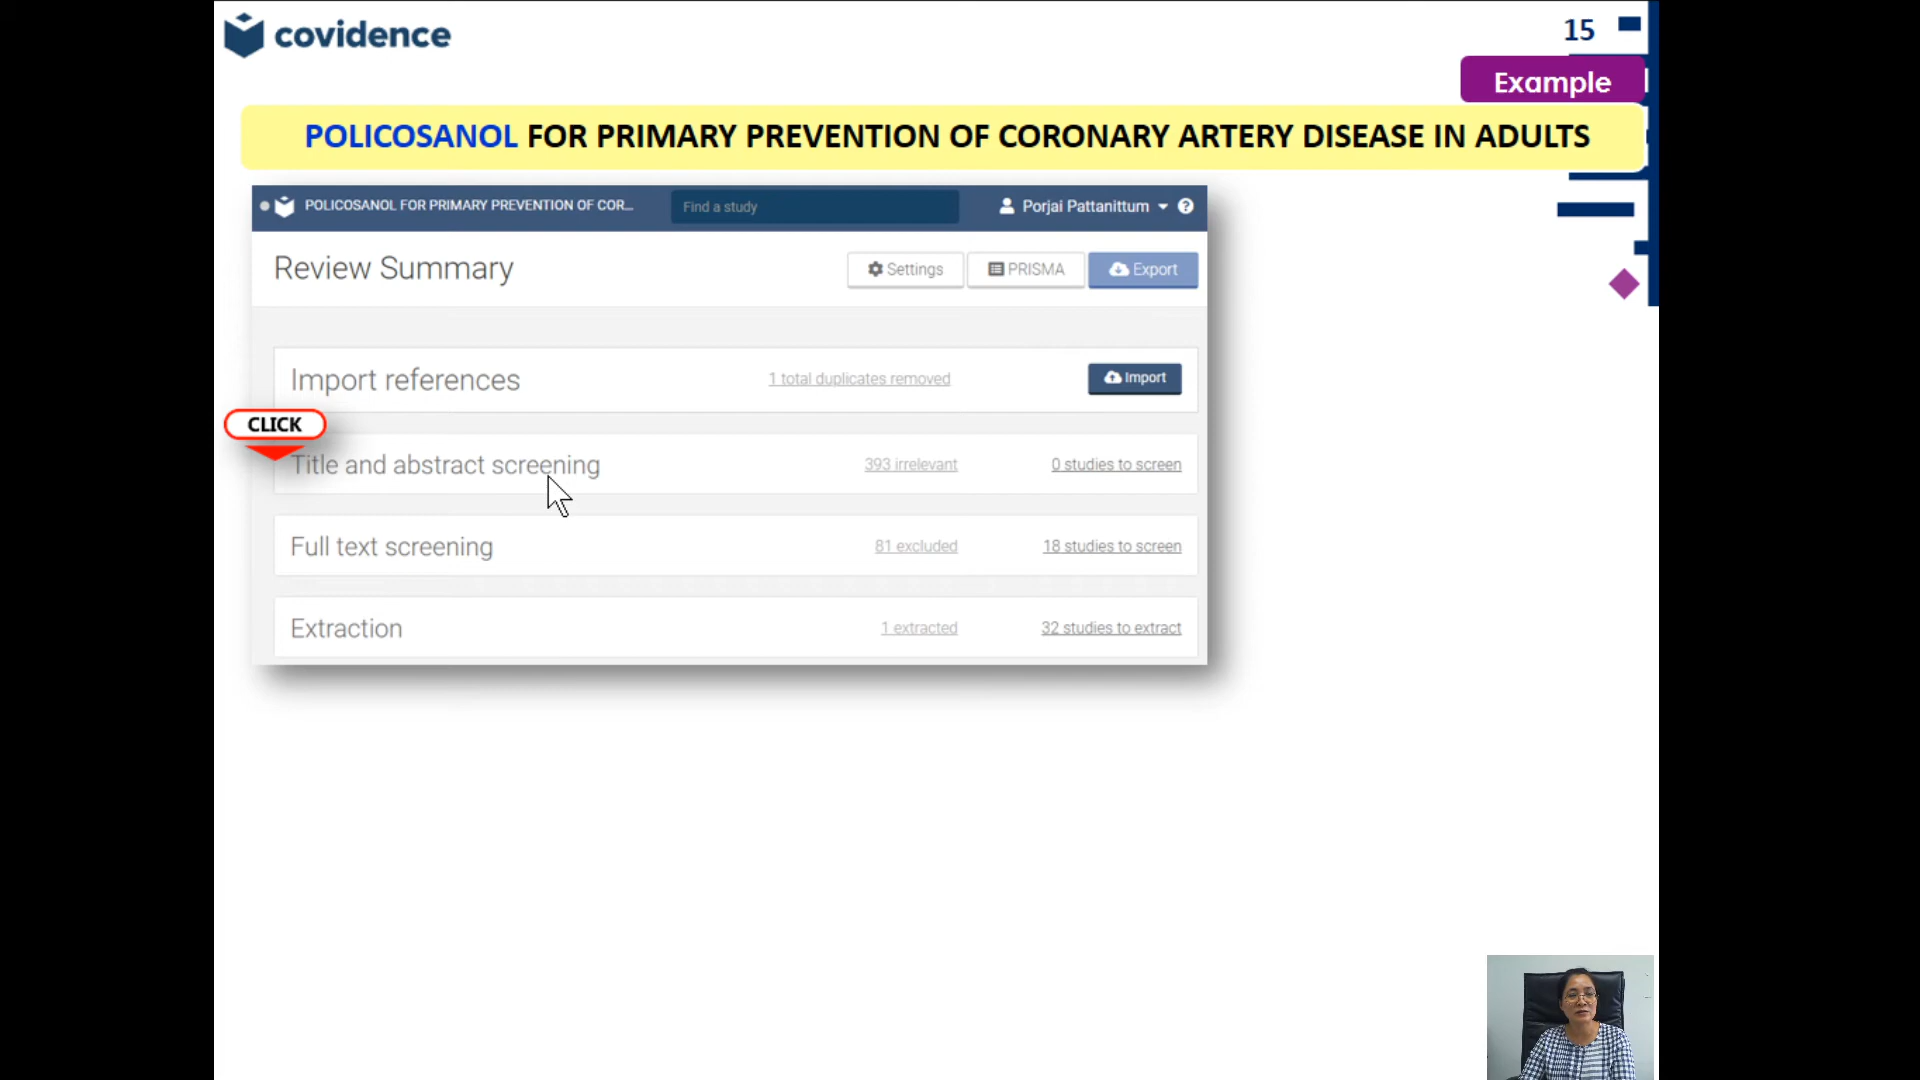 covidence
15
Example
POLICOSANOL FOR PRIMARY PREVENTION OF CORONARY ARTERY DISEASE IN ADULTS
POLICOSANOL FOR PRIMARY PREVENTION OF COR...
Find a study
Porjai Pattanittum
Review Summary
Settings
PRISMA
Export
Import references
1 total duplicates removed
Import
CLICK
Title and abstract screening
393 irrelevant
0 studies to screen
Full text screening
81 excluded
18 studies to screen
Extraction
1 extracted
32 studies to extract